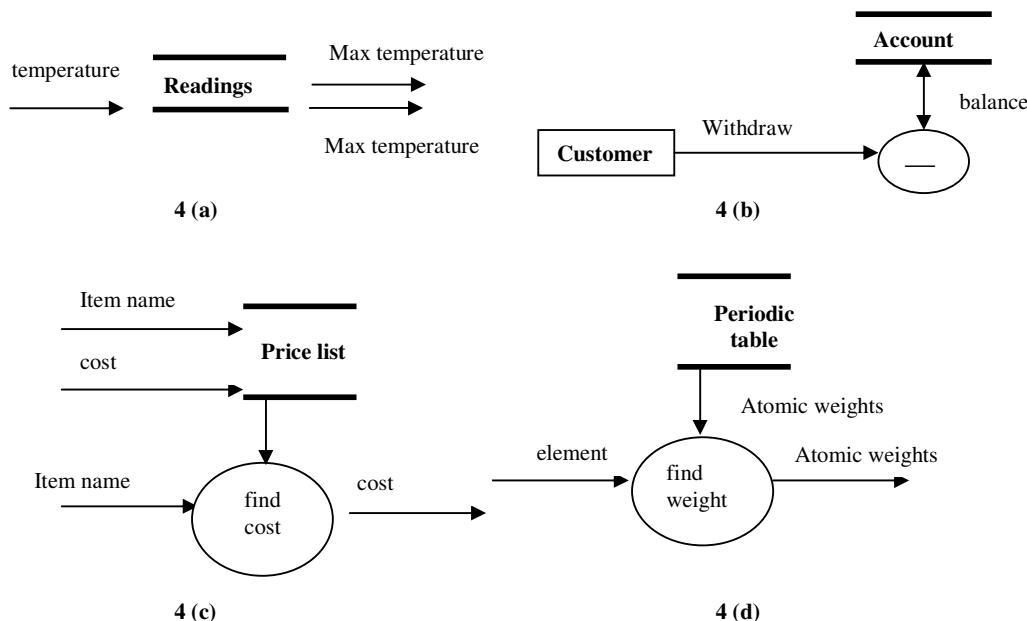 Max temperature
temperature
Readings
Max temperature
4 (a)
Account
balance
Withdraw
Customer
4 (b)
Item name
cost
Price list
Item name
find
cost
cost
4 (c)
Periodic
table
Atomic weights
element
find
weight
Atomic weights
4 (d)